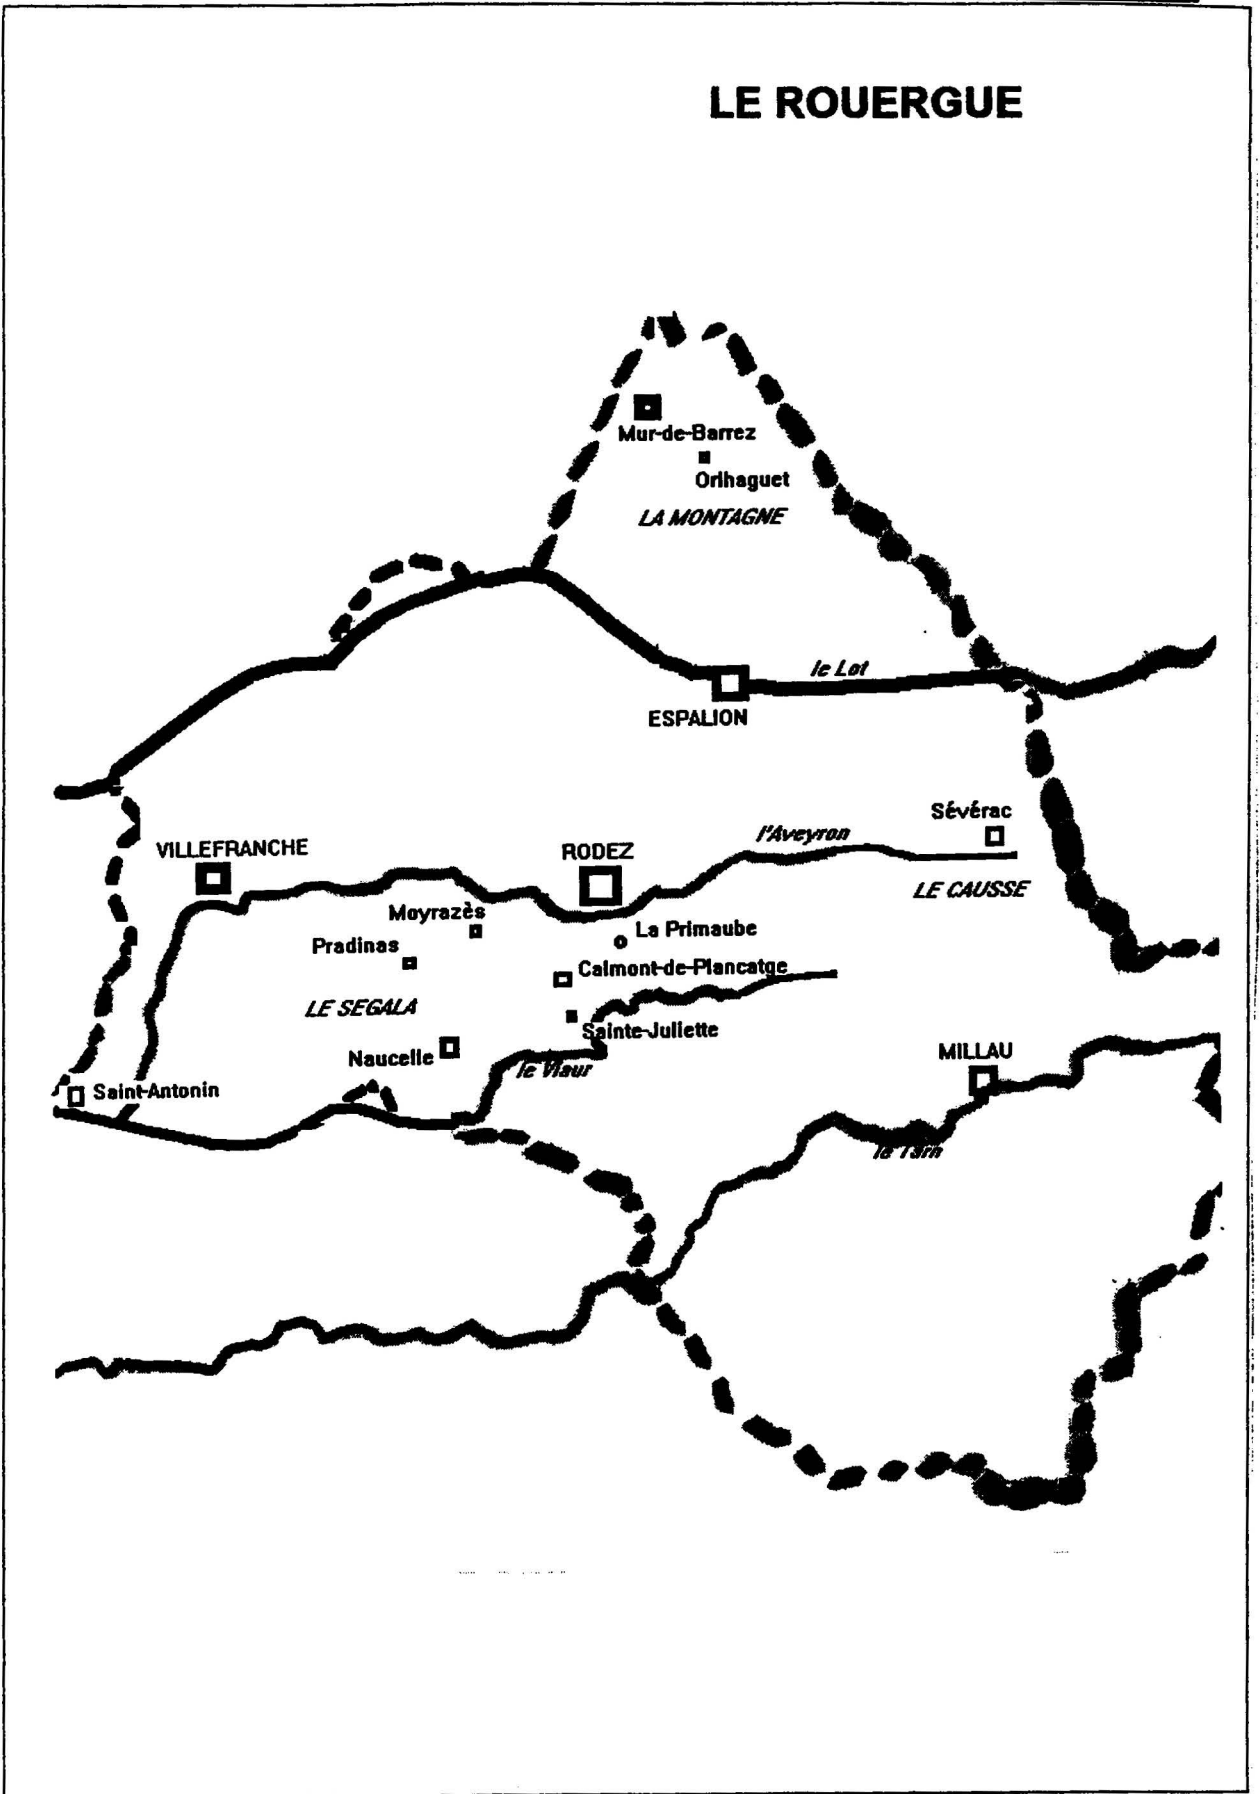 LE ROUERGUE
Mur-de-Barrez
Orlhaguet
LA MONTAGNE
le Lot
ESPALION
Sévérac
l'Aveyron
VILLEFRANCHE
RODEZ
LE CAUSSE
Moyrazès
La Primaube
Pradinas
Calmont-de-Plancatge
LE SEGALA
Sainte-Juliette
Naucelle
le Viaur
MILLAU
Saint-Antonin
le Tarn